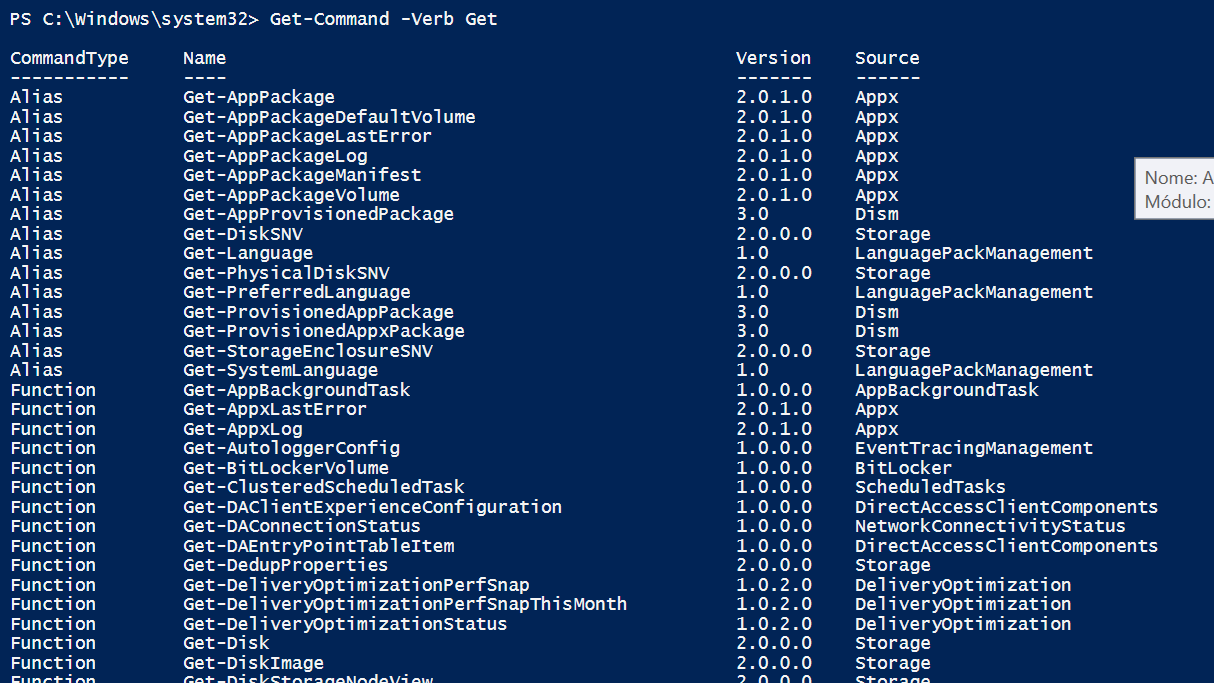 PS C:\Windows\system32> Get-Command -Verb Get
CommandType Name Version Source
----------- ---- ------- ------
Alias Get-AppPackage 2.0.1.0 Appx
Alias Get-AppPackageDefaultVolume 2.0.1.0 Appx
Alias Get-AppPackageLastError 2.0.1.0 Appx
Alias Get-AppPackageLog 2.0.1.0 Appx
Alias Get-AppPackageManifest 2.0.1.0 Appx
Alias Get-AppPackageVolume 2.0.1.0 Appx
Alias Get-AppProvisionedPackage 3.0 Dism
Alias Get-DiskSNV 2.0.0.0 Storage
Alias Get-Language 1.0 LanguagePackManagement
Alias Get-PhysicalDiskSNV 2.0.0.0 Storage
Alias Get-PreferredLanguage 1.0 LanguagePackManagement
Alias Get-ProvisionedAppPackage 3.0 Dism
Alias Get-ProvisionedAppxPackage 3.0 Dism
Alias Get-StorageEnclosureSNV 2.0.0.0 Storage
Alias Get-SystemLanguage 1.0 LanguagePackManagement
Function Get-AppBackgroundTask 1.0.0.0 AppBackgroundTask
Function Get-AppxLastError 2.0.1.0 Appx
Function Get-AppxLog 2.0.1.0 Appx
Function Get-AutologgerConfig 1.0.0.0 EventTracingManagement
Function Get-BitLockerVolume 1.0.0.0 BitLocker
Function Get-ClusteredScheduledTask 1.0.0.0 ScheduledTasks
Function Get-DAClientExperienceConfiguration 1.0.0.0 DirectAccessClientComponents
Function Get-DAConnectionStatus 1.0.0.0 NetworkConnectivityStatus
Function Get-DAEntryPointTableItem 1.0.0.0 DirectAccessClientComponents
Function Get-DedupProperties 2.0.0.0 Storage
Function Get-DeliveryOptimizationPerfSnap 1.0.2.0 DeliveryOptimization
Function Get-DeliveryOptimizationPerfSnapThisMonth 1.0.2.0 DeliveryOptimization
Function Get-DeliveryOptimizationStatus 1.0.2.0 DeliveryOptimization
Function Get-Disk 2.0.0.0 Storage
Function Get-DiskImage 2.0.0.0 Storage
Function Get-DiskStorageNodeView 2.0.0.0 Storage
Nome: A
Módulo: